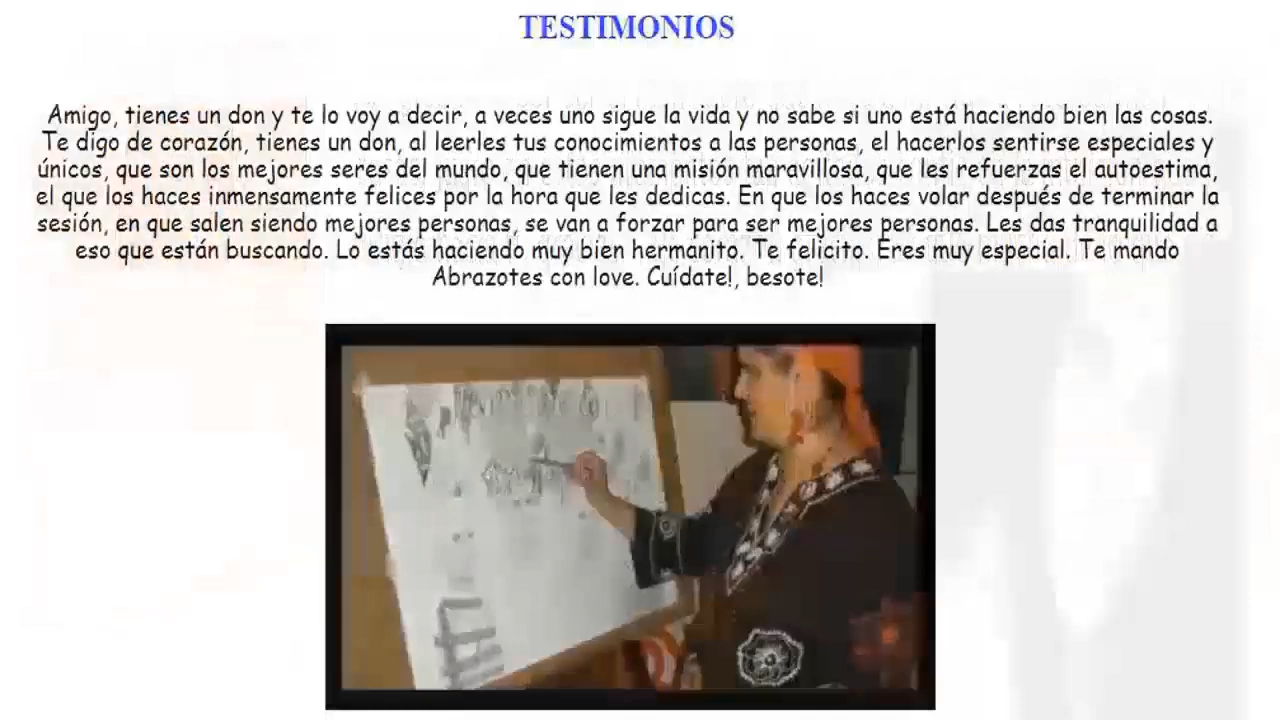 TESTIMONIOS
Amigo, tienes un don y te lo voy a decir, a veces uno sigue la vida y no sabe si uno está haciendo bien las cosas.
Te digo de corazón, tienes un don, al leerles tus conocimientos a las personas, el hacerlos sentirse especiales y
únicos, que son los mejores seres del mundo, que tienen una misión maravillosa, que les refuerzas el autoestima,
el que los haces inmensamente felices por la hora que les dedicas. En que los haces volar después de terminar la
sesión, en que salen siendo mejores personas, se van a forzar para ser mejores personas. Les das tranquilidad a
eso que están buscando. Lo estás haciendo muy bien hermanito. Te felicito. Eres muy especial. Te mando
Abrazotes con love. Cuídate!, besote!